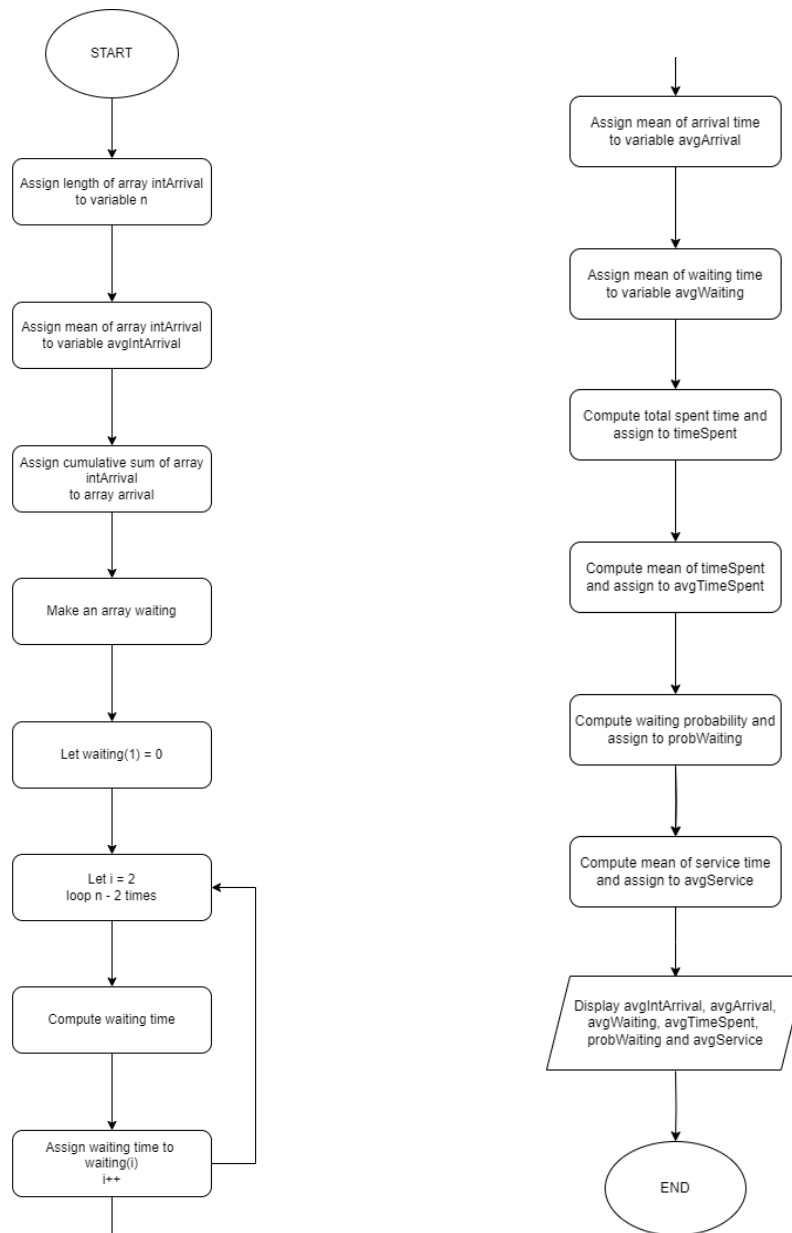 START
Assign length of array intArrival
to variable n
Assign mean of array intArrival
to variable avgIntArrival
Assign cumulative sum of array
intArrival
to array arrival
Make an array waiting
Let waiting(1) = 0
Let i = 2
loop n - 2 times
Compute waiting time
Assign waiting time to
waiting(i)
i++
Assign mean of arrival time
to variable avgArrival
Assign mean of waiting time
to variable avgWaiting
Compute total spent time and
assign to timeSpent
Compute mean of timeSpent
and assign to avgTimeSpent
Compute waiting probability and
assign to probWaiting
Compute mean of service time
and assign to avgService
Display avgIntArrival, avgArrival,
avgWaiting, avgTimeSpent,
probWaiting and avgService
END